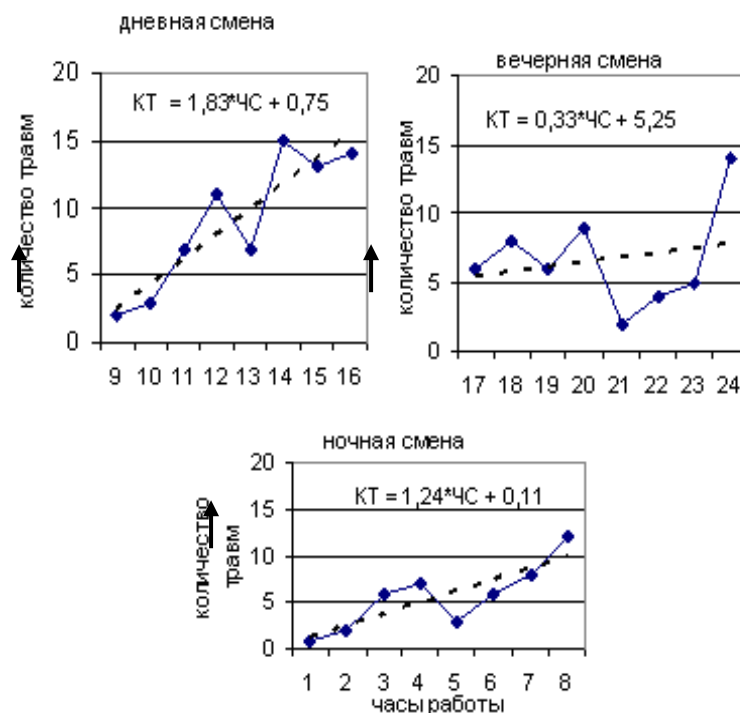 дневная смена
20
15
10
5
0
КТ = 1,83*ЧС + 0,75
количество травм
9 10 11 12 13 14 15 16
вечерняя смена
20
15
10
5
0
КТ = 0,33*ЧС + 5,25
количество травм
17 18 19 20 21 22 23 24
ночная смена
20
15
10
5
0
КТ = 1,24*ЧС + 0,11
количество
травм
1 2 3 4 5 6 7 8
часы работы